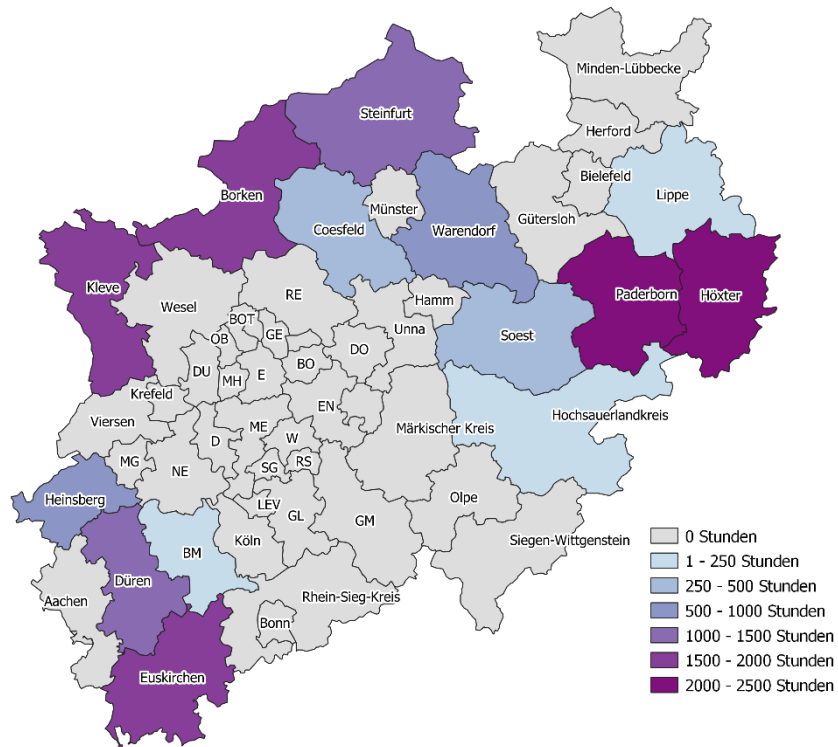 Minden-Lübbecke
Steinfurt
Herford
Bielefeld
Lippe
Borken
Münster
Gütersloh
Coesfeld
Warendorf
Kleve
Paderborn
Höxter
RE
Hamm
Wesel
BOT
Unna
OB
GE
Soest
DO
BO
DU
MH
E
Krefeld
EN
Hochsauerlandkreis
Viersen
ME
Märkischer Kreis
D
W
MG
NE
SG
RS
Heinsberg
Olpe
LEV
GL
GM
Köln
BM
Siegen-Wittgenstein
Düren
Aachen
Rhein-Sieg-Kreis
Bonn
Euskirchen
0 Stunden
1 - 250 Stunden
250 - 500 Stunden
500 - 1000 Stunden
1000 - 1500 Stunden
1500 - 2000 Stunden
2000 - 2500 Stunden